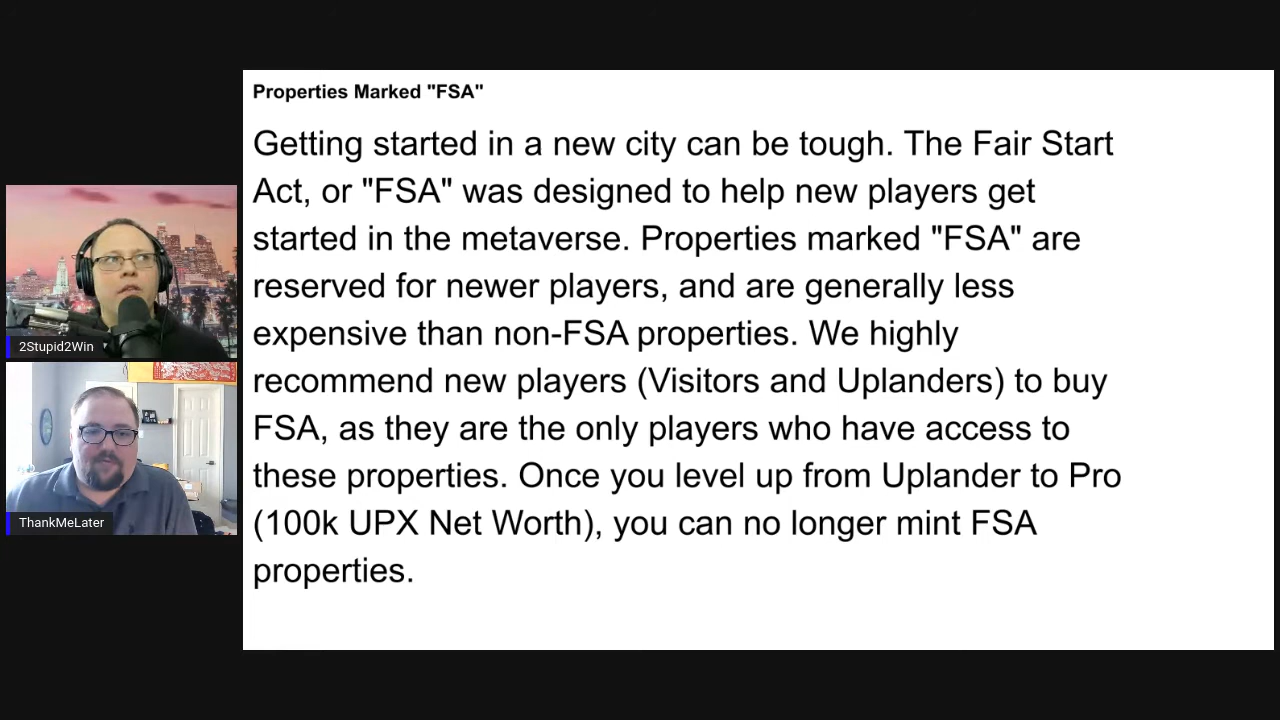 Properties Marked "FSA"
Getting started in a new city can be tough. The Fair Start
Act, or "FSA" was designed to help new players get
started in the metaverse. Properties marked "FSA" are
reserved for newer players, and are generally less
expensive than non-FSA properties. We highly
recommend new players (Visitors and Uplanders) to buy
FSA, as they are the only players who have access to
these properties. Once you level up from Uplander to Pro
(100k UPX Net Worth), you can no longer mint FSA
properties.
2Stupid2Win
ThankMeLater